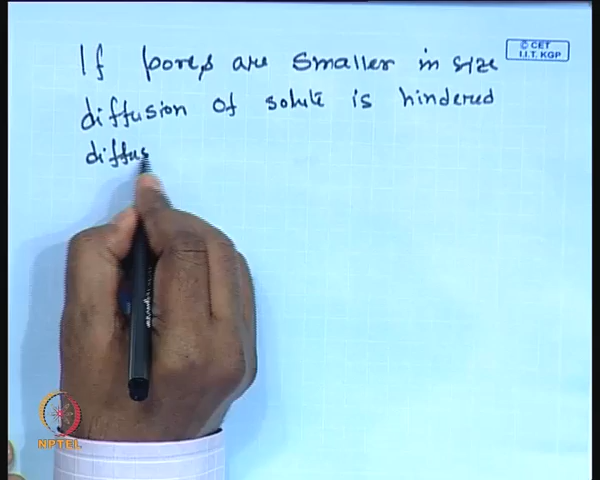 If pores are smaller in size
diffusion of solute is hindered
diffus
© CET
I.I.T. KGP
NPTEL